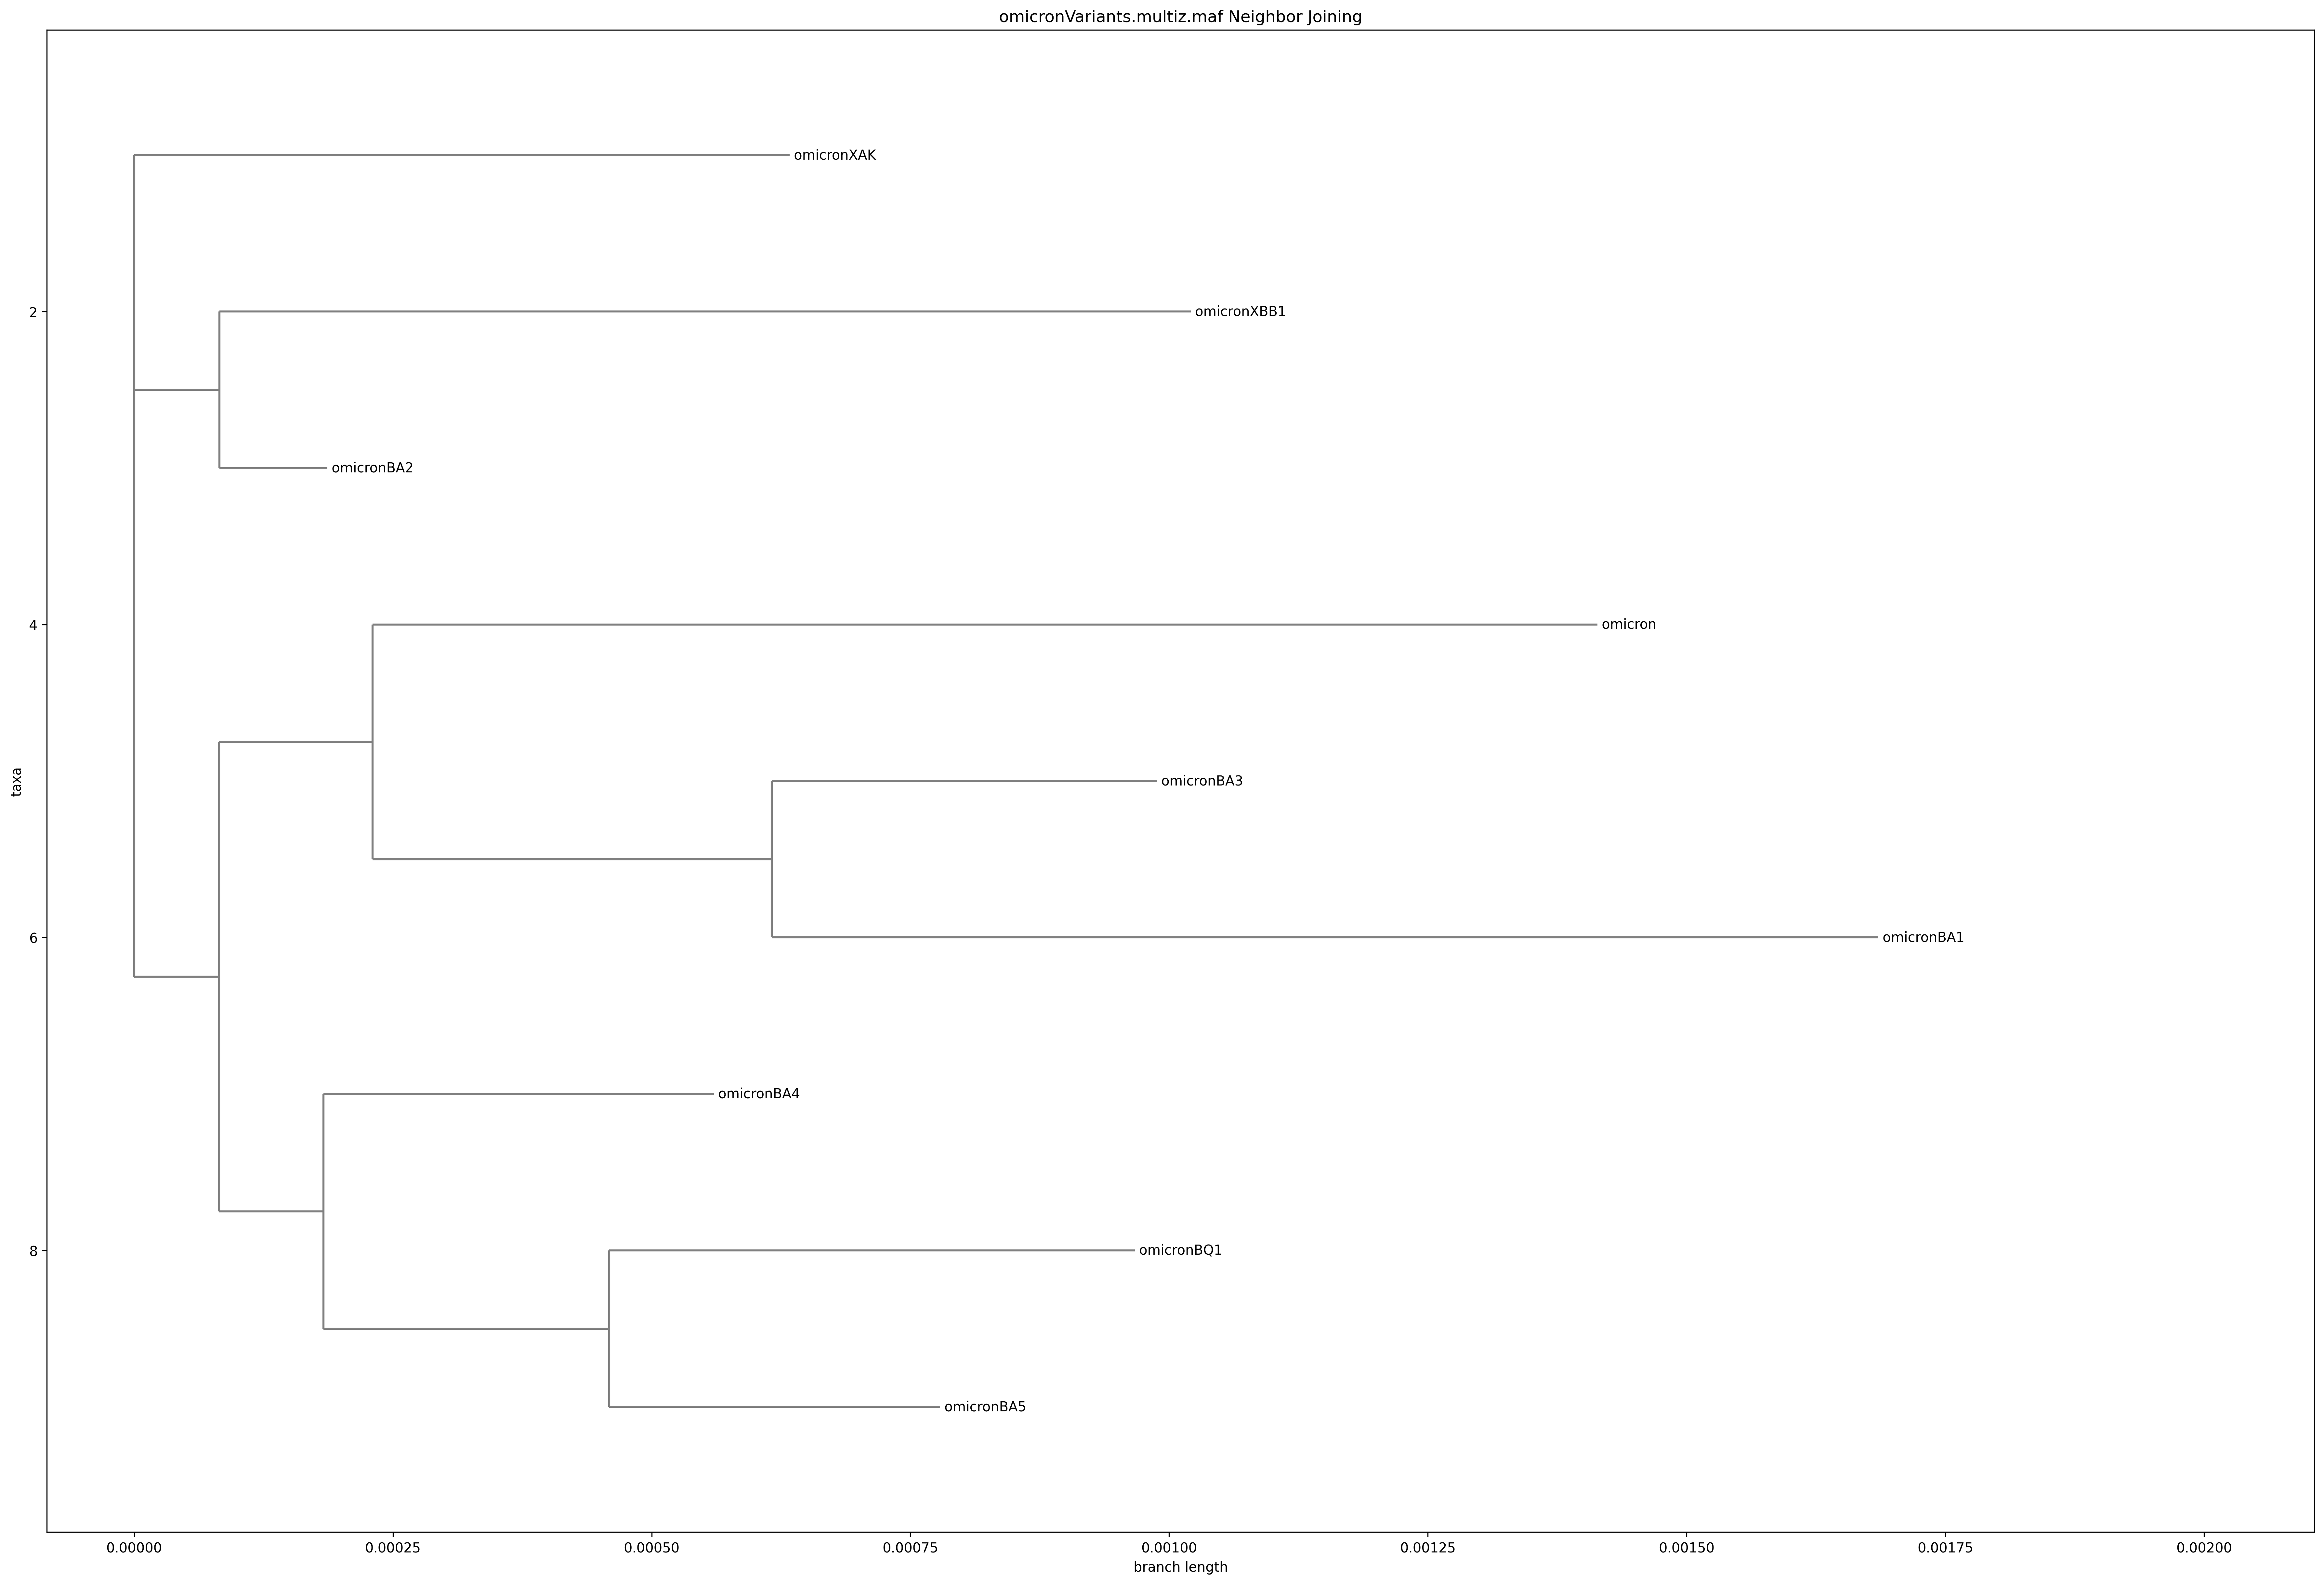 omicronVariants.multiz.maf Neighbor Joining
omicronXAK
2
omicronXBB1
omicronBA2
4
omicron
taxa
omicronBA3
6
omicronBA1
omicronBA4
8
omicronBQ1
omicronBA5
0.00000 0.00025 0.00050 0.00075 0.00100 0.00125 0.00150 0.00175 0.00200
branch length